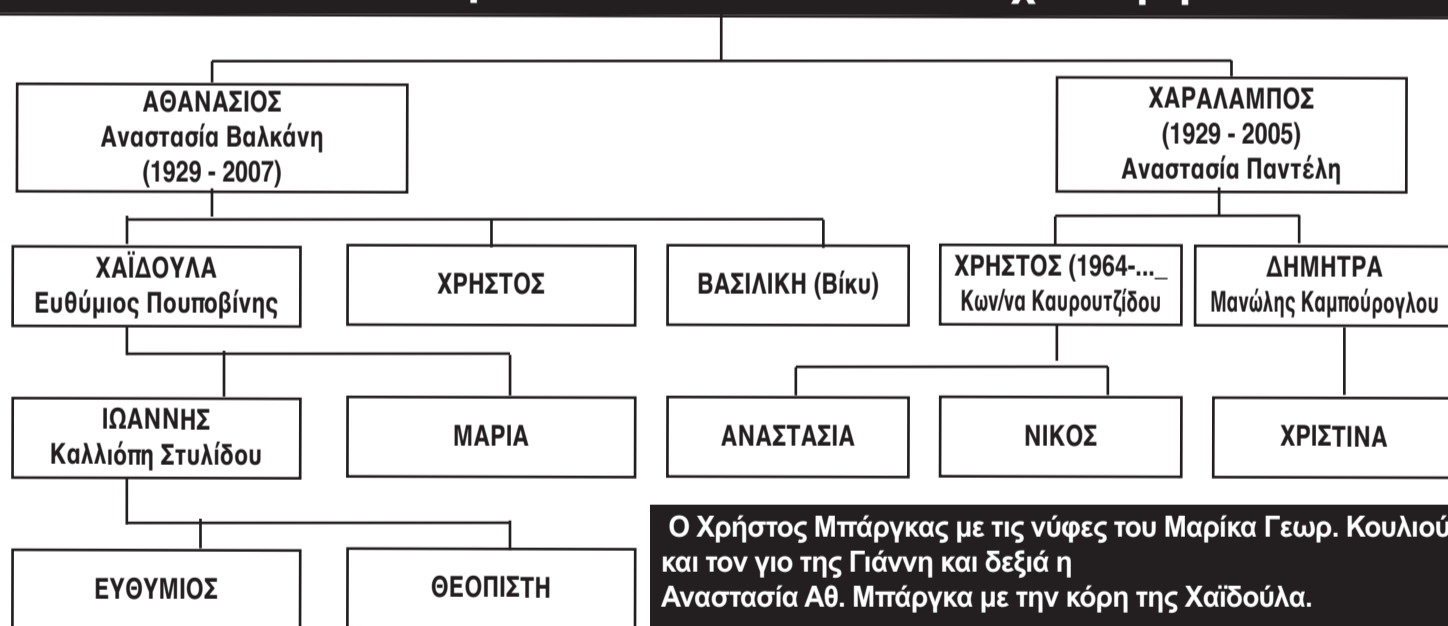 ΑΘΑΝΑΣΙΟΣ
Αναστασία Βαλκάνη
(1929 - 2007)
ΧΑΡΑΛΑΜΠΟΣ
(1929 - 2005)
Αναστασία Παντέλη
ΧΑΪΔΟΥΛΑ
Ευθύμιος Πουποβίνης
ΧΡΗΣΤΟΣ
ΒΑΣΙΛΙΚΗ (Βίκυ)
ΧΡΗΣΤΟΣ (1964-..._
Κων/να Καυρουτζίδου
ΔΗΜΗΤΡΑ
Μανώλης Καμπούρογλου
ΙΩΑΝΝΗΣ
Καλλιόπη Στυλίδου
ΜΑΡΙΑ
ΑΝΑΣΤΑΣΙΑ
ΝΙΚΟΣ
ΧΡΙΣΤΙΝΑ
ΕΥΘΥΜΙΟΣ
ΘΕΟΠΙΣΤΗ
Ο Χρήστος Μπάργκας με τις νύφες του Μαρίκα Γεωρ. Κουλιού
και τον γιο της Γιάννη και δεξιά η
Αναστασία Αθ. Μπάργκα με την κόρη της Χαϊδούλα.